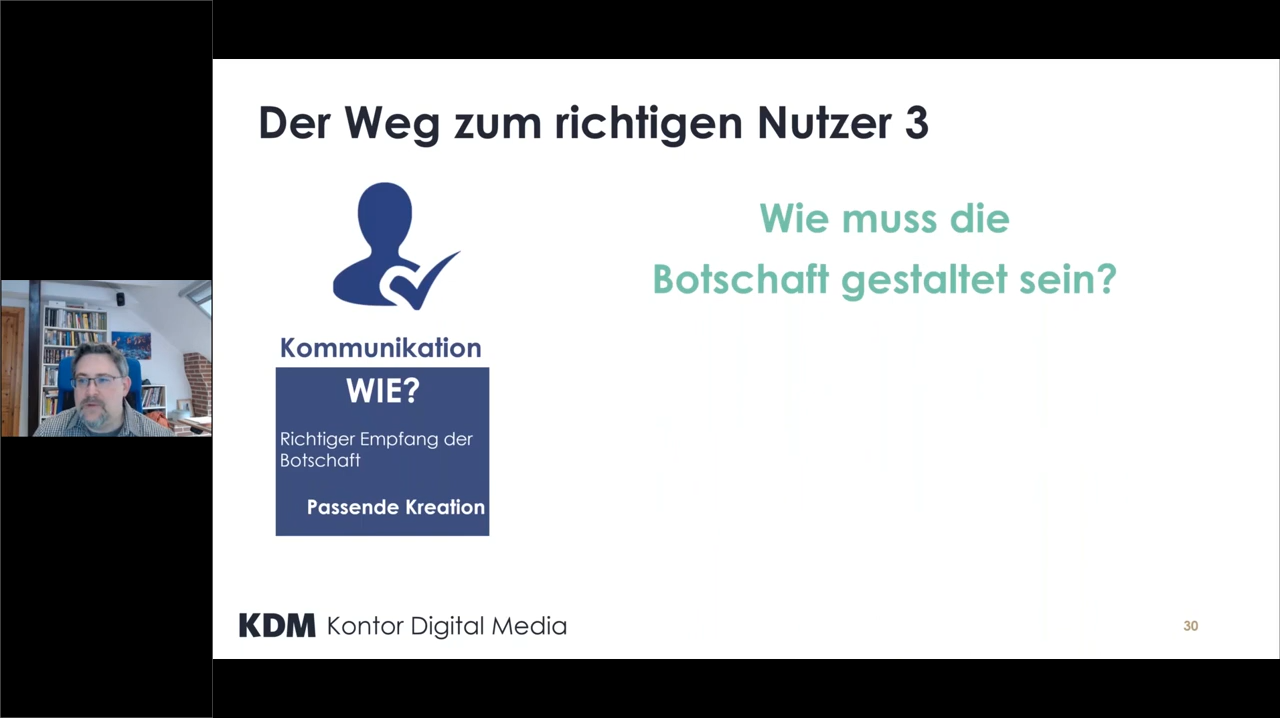 Der Weg zum richtigen Nutzer 3
Wie muss die
Botschaft gestaltet sein?
Kommunikation
WIE?
Richtiger Empfang der
Botschaft
Passende Kreation
KDM Kontor Digital Media
30